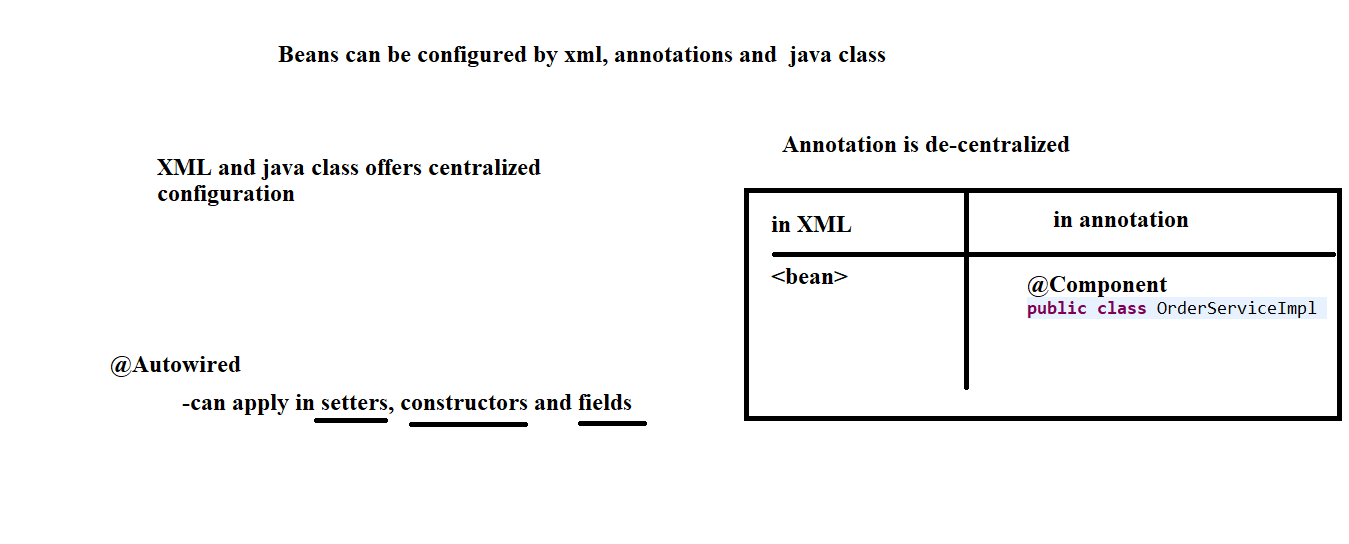 Beans can be configured by xml, annotations and  java class
XML and java class offers centralized
configuration
Annotation is de-centralized
in XML
in annotation
<bean>
@Component
public class OrderServiceImpl
@Autowired
-can apply in setters, constructors and fields